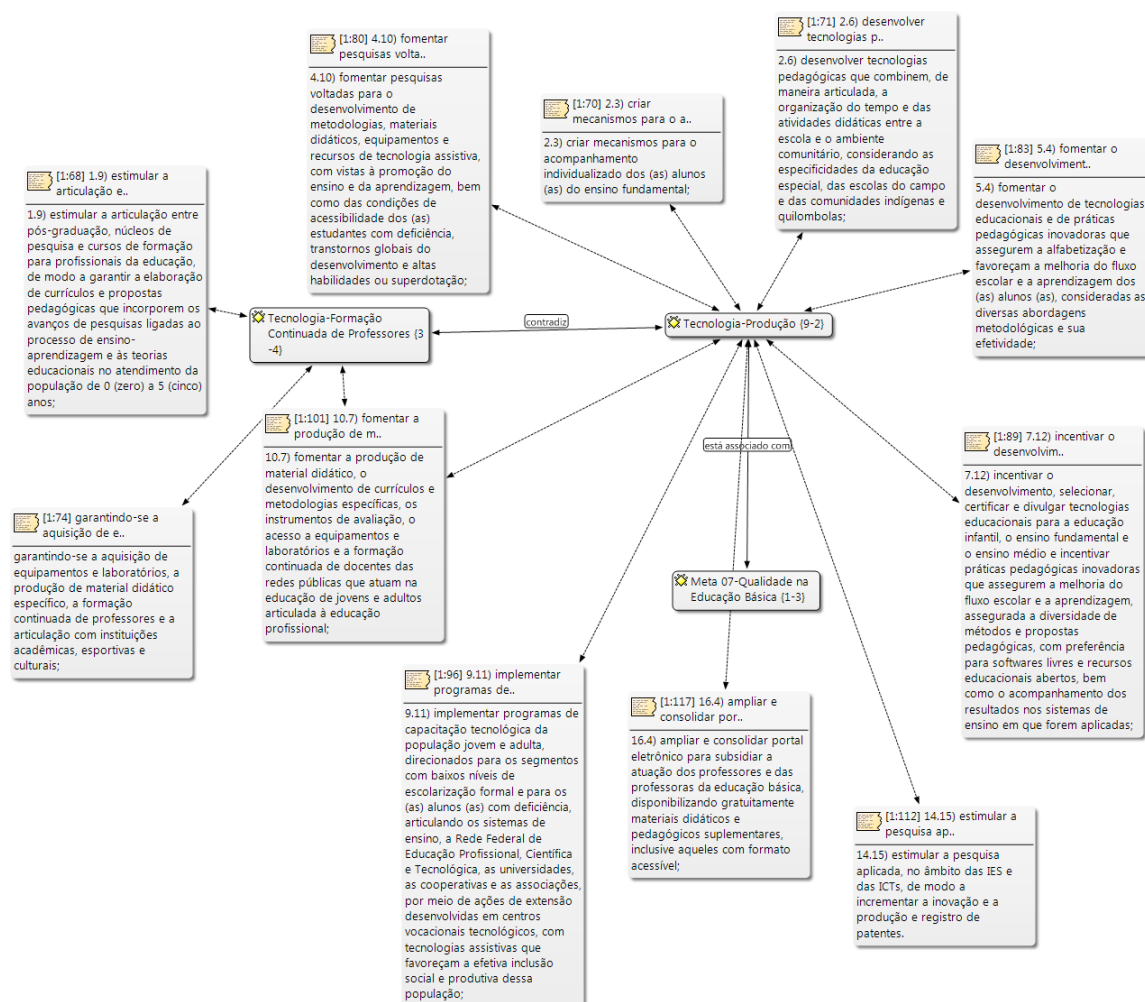 [1:80] 4.10) fomentar
pesquisas volta..
4.10) fomentar pesquisas
voltadas para o
desenvolvimento de
metodologias, materiais
didáticos, equipamentos e
recursos de tecnologia assistiva,
com vistas à promoção do
ensino e da aprendizagem, bem
como das condições de
acessibilidade dos (as)
estudantes com deficiência,
transtornos globais do
desenvolvimento e altas
habilidades ou superdotação;
[1:70] 2.3) criar
mecanismos para o a..
2.3) criar mecanismos para o
acompanhamento
individualizado dos (as) alunos
(as) do ensino fundamental;
[1:71] 2.6) desenvolver
tecnologias p..
2.6) desenvolver tecnologias
pedagógicas que combinem, de
maneira articulada, a
organização do tempo e das
atividades didáticas entre a
escola e o ambiente
comunitário, considerando as
especificidades da educação
especial, das escolas do campo
e das comunidades indígenas e
quilombolas;
[1:83] 5.4) fomentar o
desenvolviment..
5.4) fomentar o
desenvolvimento de tecnologias
educacionais e de práticas
pedagógicas inovadoras que
assegurem a alfabetização e
favoreçam a melhoria do fluxo
escolar e a aprendizagem dos
(as) alunos (as), consideradas as
diversas abordagens
metodológicas e sua
efetividade;
[1:68] 1.9) estimular a
articulação e..
1.9) estimular a articulação entre
pós-graduação, núcleos de
pesquisa e cursos de formação
para profissionais da educação,
de modo a garantir a elaboração
de currículos e propostas
pedagógicas que incorporem os
avanços de pesquisas ligadas ao
processo de ensino-
aprendizagem e às teorias
educacionais no atendimento da
população de 0 (zero) a 5 (cinco)
anos;
Tecnologia-Formação
Continuada de Professores {3
-4}
contradiz
Tecnologia-Produção {9-2}
[1:101] 10.7) fomentar a
produção de m..
10.7) fomentar a produção de
material didático, o
desenvolvimento de currículos e
metodologias específicas, os
instrumentos de avaliação, o
acesso a equipamentos e
laboratórios e a formação
continuada de docentes das
redes públicas que atuam na
educação de jovens e adultos
articulada à educação
profissional;
está associado com
[1:89] 7.12) incentivar o
desenvolvim..
7.12) incentivar o
desenvolvimento, selecionar,
certificar e divulgar tecnologias
educacionais para a educação
infantil, o ensino fundamental e
o ensino médio e incentivar
práticas pedagógicas inovadoras
que assegurem a melhoria do
fluxo escolar e a aprendizagem,
assegurada a diversidade de
métodos e propostas
pedagógicas, com preferência
para softwares livres e recursos
educacionais abertos, bem
como o acompanhamento dos
resultados nos sistemas de
ensino em que forem aplicadas;
[1:74] garantindo-se a
aquisição de e..
garantindo-se a aquisição de
equipamentos e laboratórios, a
produção de material didático
específico, a formação
continuada de professores e a
articulação com instituições
acadêmicas, esportivas e
culturais;
Meta 07-Qualidade na
Educação Básica {1-3}
[1:96] 9.11) implementar
programas de..
9.11) implementar programas de
capacitação tecnológica da
população jovem e adulta,
direcionados para os segmentos
com baixos níveis de
escolarização formal e para os
(as) alunos (as) com deficiência,
articulando os sistemas de
ensino, a Rede Federal de
Educação Profissional, Científica
e Tecnológica, as universidades,
as cooperativas e as associações,
por meio de ações de extensão
desenvolvidas em centros
vocacionais tecnológicos, com
tecnologias assistivas que
favoreçam a efetiva inclusão
social e produtiva dessa
população;
[1:117] 16.4) ampliar e
consolidar por..
16.4) ampliar e consolidar portal
eletrônico para subsidiar a
atuação dos professores e das
professoras da educação básica,
disponibilizando gratuitamente
materiais didáticos e
pedagógicos suplementares,
inclusive aqueles com formato
acessível;
[1:112] 14.15) estimular a
pesquisa ap..
14.15) estimular a pesquisa
aplicada, no âmbito das IES e
das ICTs, de modo a
incrementar a inovação e a
produção e registro de
patentes.